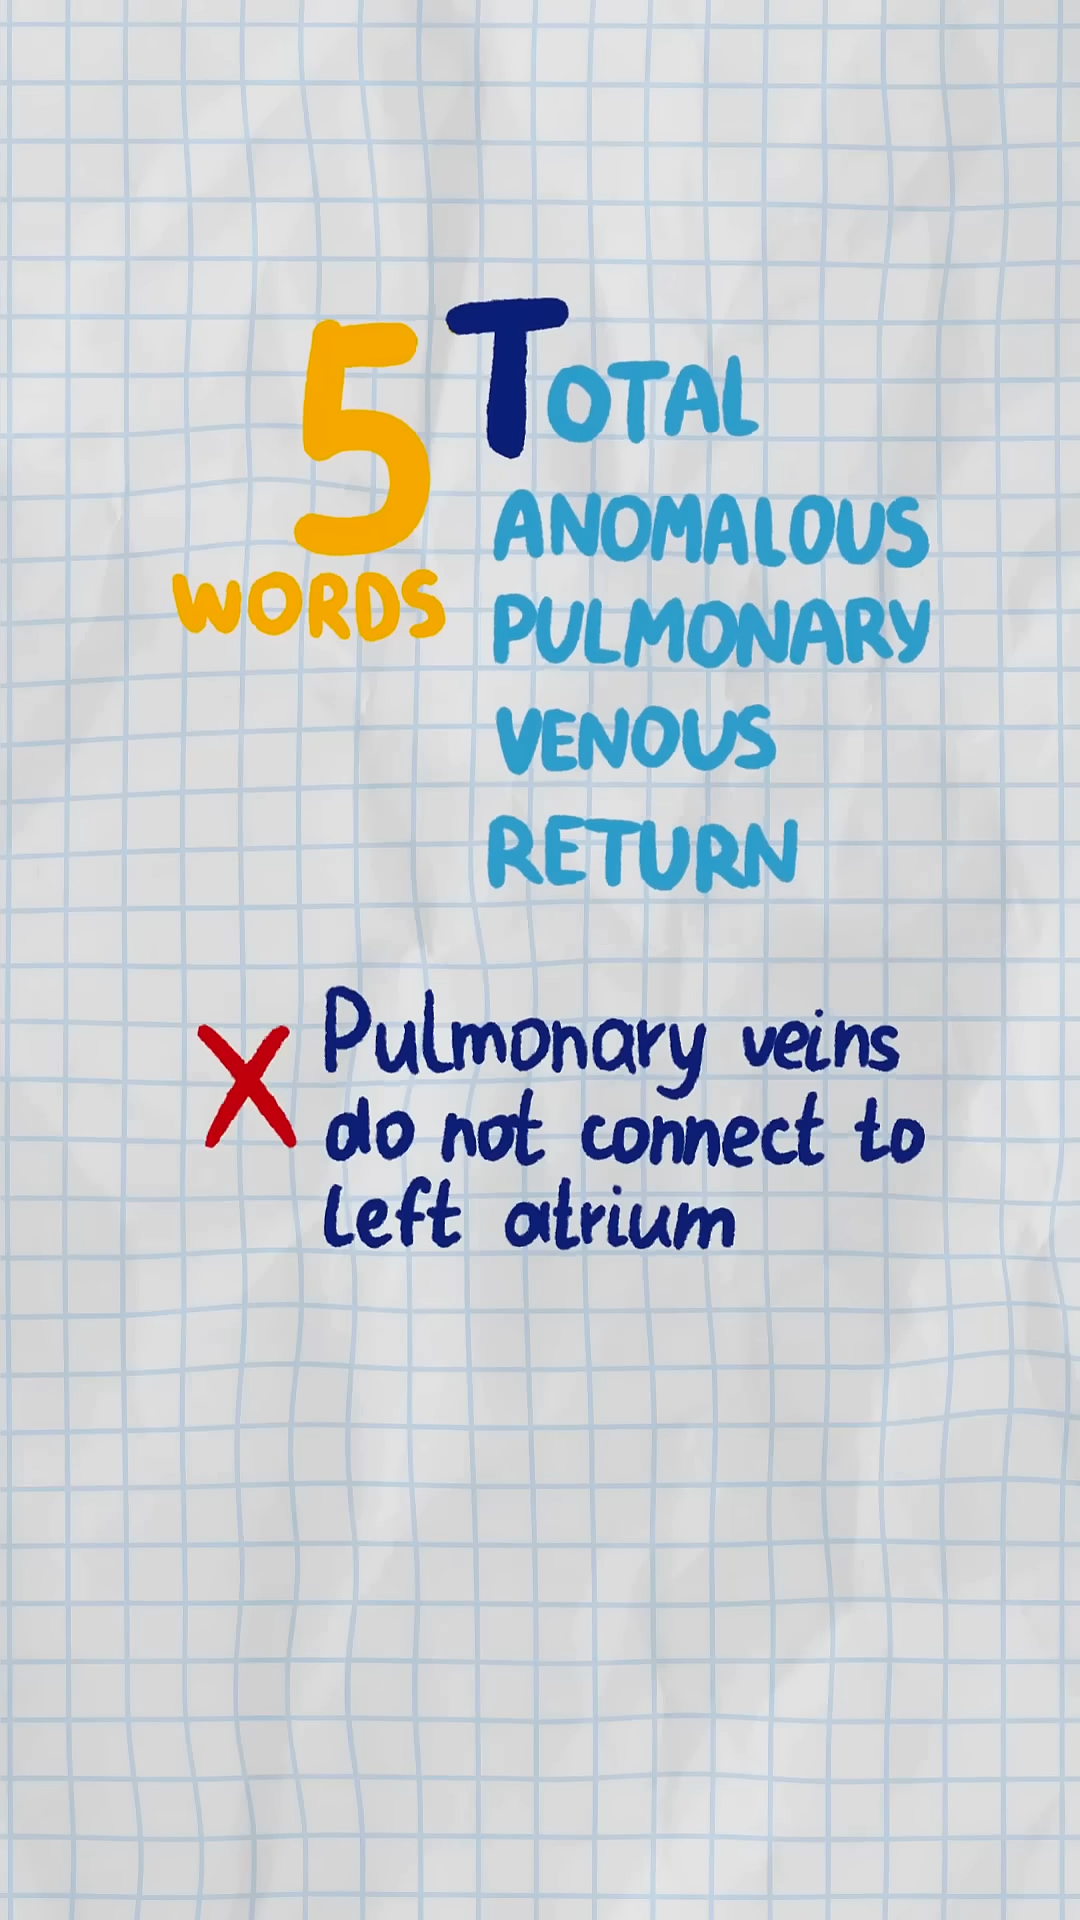 5
WORDS
TOTAL
ANOMALOUS
PULMONARY
VENOUS
RETURN
X Pulmonary veins
do not connect to
left atrium